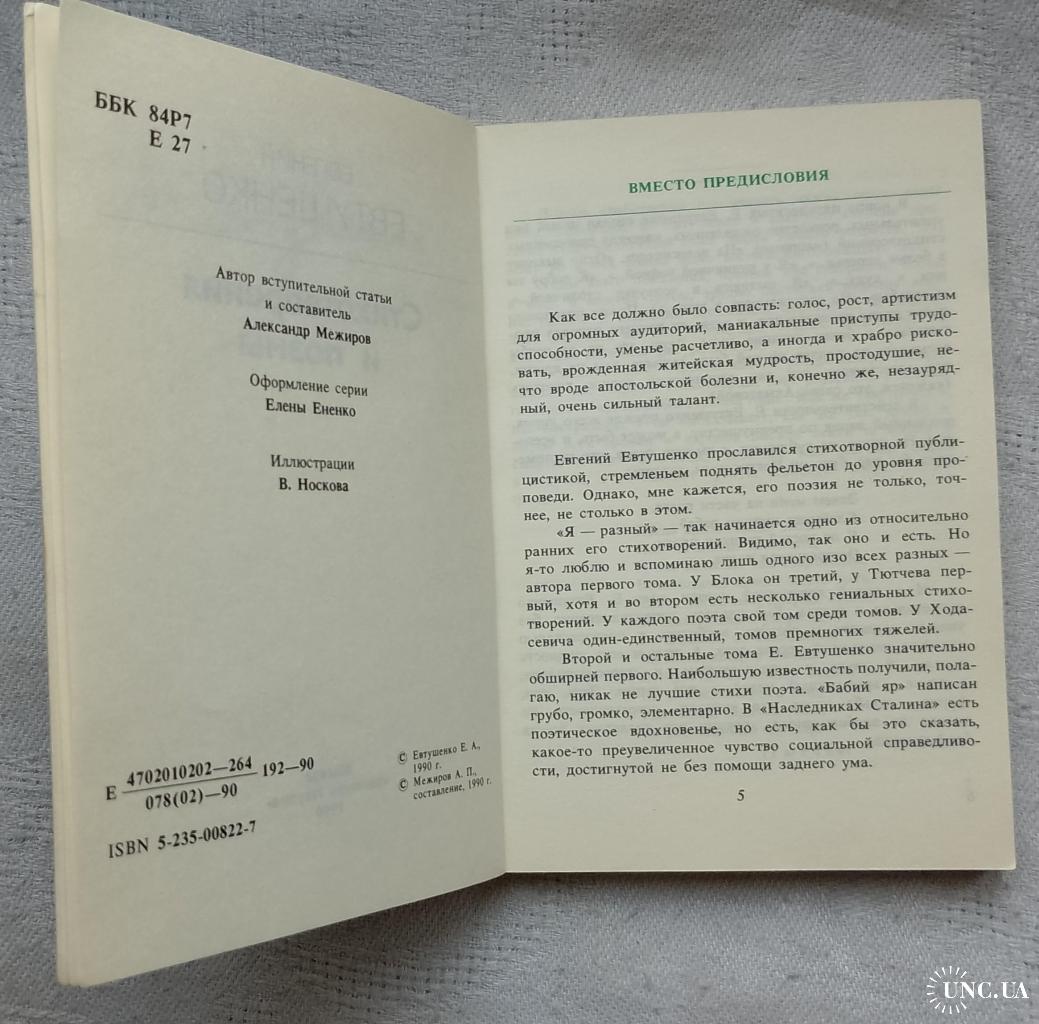 ББК 84Р7
Е 27
Автор вступительной статьи
и составитель
Александр Межиров
Оформление серии
Елены Ененко
Иллюстрации
В. Носкова
Е 4702010202—264 192—90
078(02)—90
ISBN 5-235-00822-7
© Евтушенко Е. А.,
1990 г.
© Межиров А. П.,
составление, 1990 г.
ВМЕСТО ПРЕДИСЛОВИЯ
Как все должно было совпасть: голос, рост, артистизм
для огромных аудиторий, маниакальные приступы трудо-
способности, уменье расчетливо, а иногда и храбро риско-
вать, врожденная житейская мудрость, простодушие, не-
что вроде апостольской болезни и, конечно же, незауряд-
ный, очень сильный талант.
Евгений Евтушенко прославился стихотворной публи-
цистикой, стремленьем поднять фельетон до уровня про-
поведи. Однако, мне кажется, его поэзия не только, точ-
нее, не столько в этом.
«Я — разный» — так начинается одно из относительно
ранних его стихотворений. Видимо, так оно и есть. Но
я-то люблю и вспоминаю лишь одного изо всех разных —
автора первого тома. У Блока он третий, у Тютчева пер-
вый, хотя и во втором есть несколько гениальных стихо-
творений. У каждого поэта свой том среди томов. У Хода-
севича один-единственный, томов премногих тяжелей.
Второй и остальные тома Е. Евтушенко значительно
обширней первого. Наибольшую известность получили, пола-
гаю, никак не лучшие стихи поэта. «Бабий яр» написан
грубо, громко, элементарно. В «Наследниках Сталина» есть
поэтическое вдохновенье, но есть, как бы это сказать,
какое-то преувеличенное чувство социальной справедливо-
сти, достигнутой не без помощи заднего ума.
5
UNC.UA